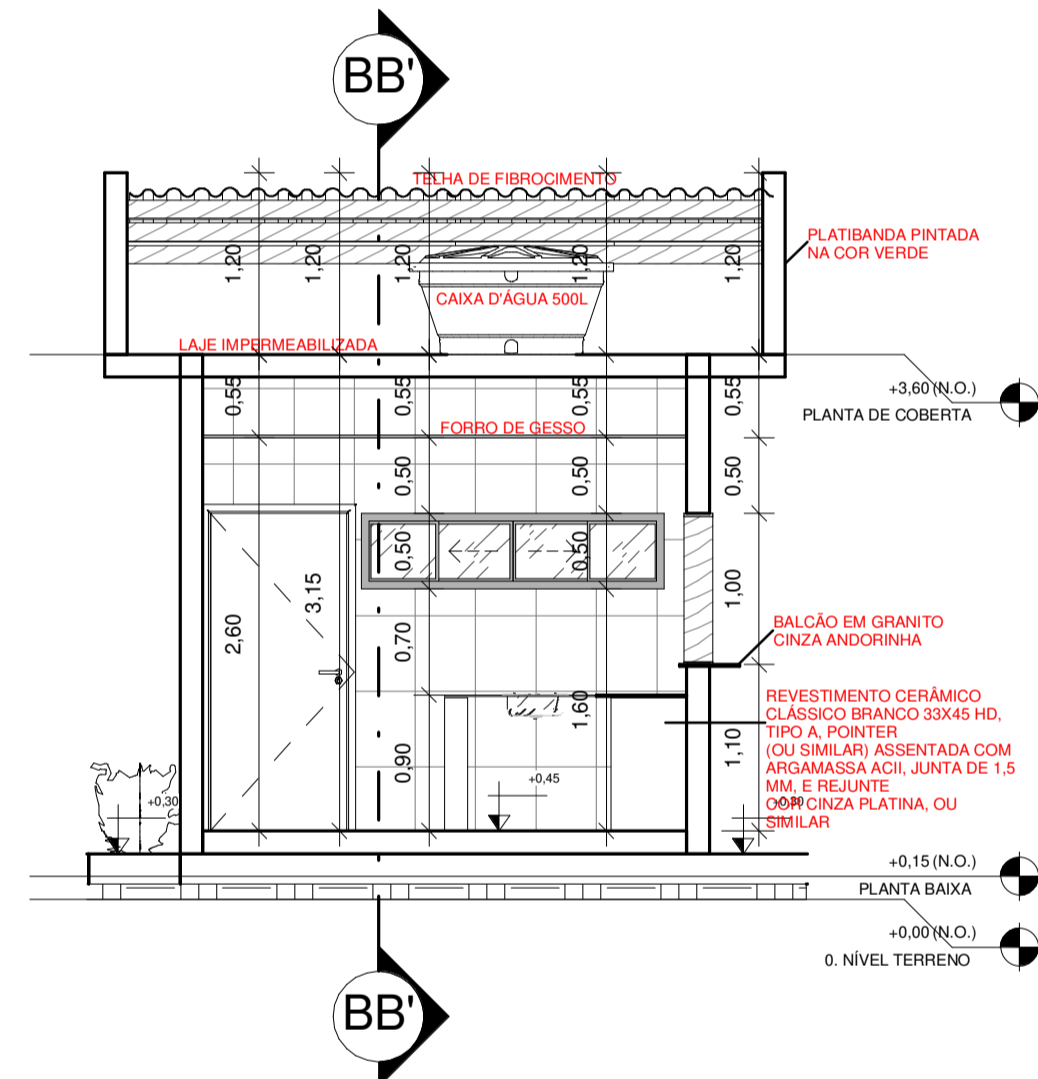 BB'
TELHA DE FIBROCIMENTO
PLATIBANDA PINTADA
NA COR VERDE
1,20
1,20
1,20
1,20
1,20
CAIXA D'ÁGUA 500L
LAJE IMPERMEABILIZADA
+3,60 (N.O.)
PLANTA DE COBERTA
0,55
0,55
0,55
0,55
FORRO DE GESSO
0,50
0,50
0,50
0,50
0,50
1,00
3,15
2,60
0,70
BALCÃO EM GRANITO
CINZA ANDORINHA
1,60
REVESTIMENTO CERÂMICO
CLÁSSICO BRANCO 33X45 HD,
TIPO A, POINTER
(OU SIMILAR) ASSENTADA COM
ARGAMASSA ACII, JUNTA DE 1,5
MM, E REJUNTE
COR CINZA PLATINA, OU
SIMILAR
1,10
0,90
+0,45
+0,30
+0,30
+0,15 (N.O.)
PLANTA BAIXA
+0,00 (N.O.)
0. NÍVEL TERRENO
BB'